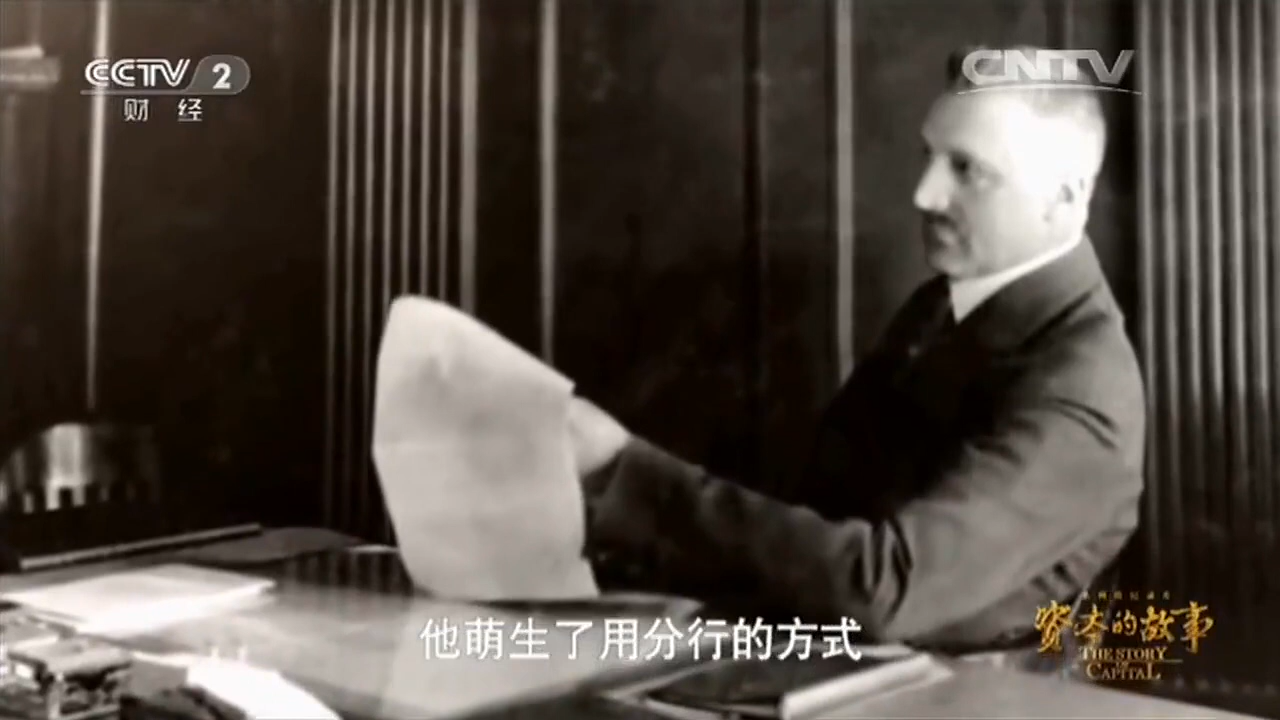 CCTV 2
财 经
CNTV
他萌生了用分行的方式
资本的故事
THE STORY
OF
CAPITAL